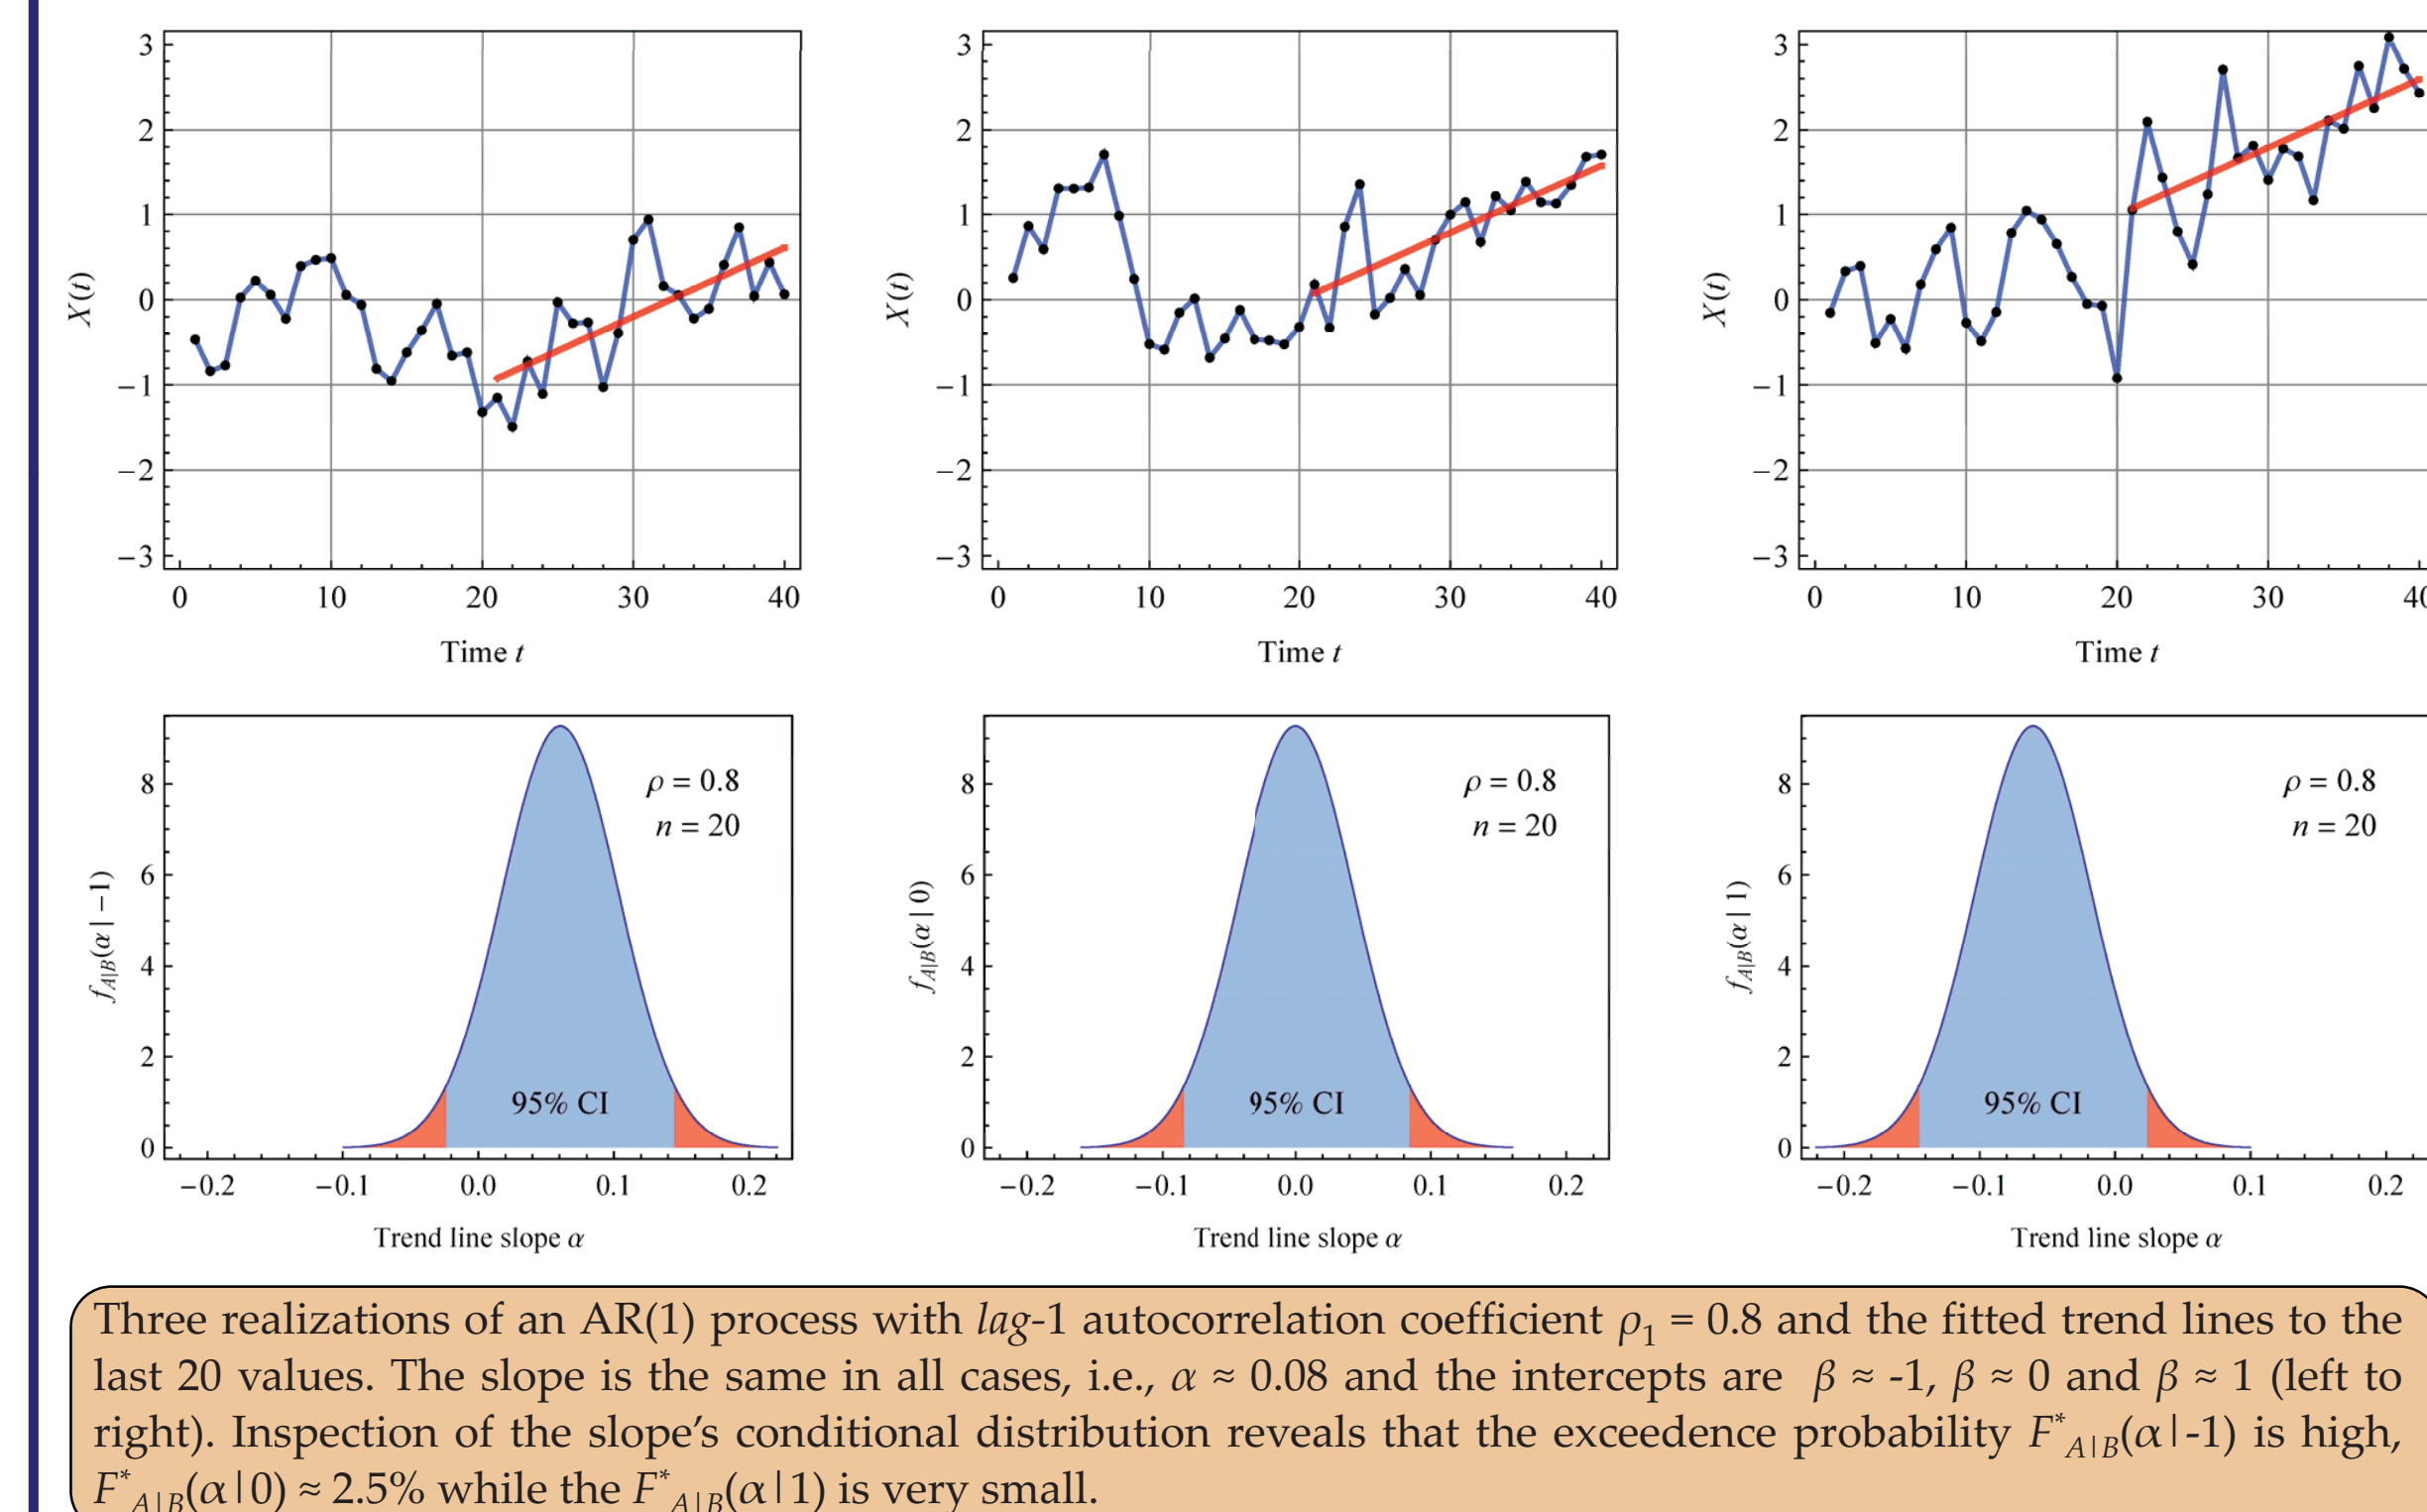 3
2
1
0
−1
−2
−3
X(t)
0 10 20 30 40
Time t
3
2
1
0
−1
−2
−3
X(t)
0 10 20 30 40
Time t
3
2
1
0
−1
−2
−3
X(t)
0 10 20 30
Time t
8
6
4
2
0
f_{A|B}(α | −1)
ρ = 0.8
n = 20
95% CI
−0.2 −0.1 0.0 0.1 0.2
Trend line slope α
8
6
4
2
0
f_{A|B}(α | 0)
ρ = 0.8
n = 20
95% CI
−0.2 −0.1 0.0 0.1 0.2
Trend line slope α
8
6
4
2
0
f_{A|B}(α | 1)
ρ = 0.8
n = 20
95% CI
−0.2 −0.1 0.0 0.1 0.2
Trend line slope α
Three realizations of an AR(1) process with lag-1 autocorrelation coefficient ρ₁ = 0.8 and the fitted trend lines to the
last 20 values. The slope is the same in all cases, i.e., α ≈ 0.08 and the intercepts are β ≈ -1, β ≈ 0 and β ≈ 1 (left to
right). Inspection of the slope's conditional distribution reveals that the exceedence probability F*_{A|B}(α|-1) is high,
F*_{A|B}(α|0) ≈ 2.5% while the F*_{A|B}(α|1) is very small.